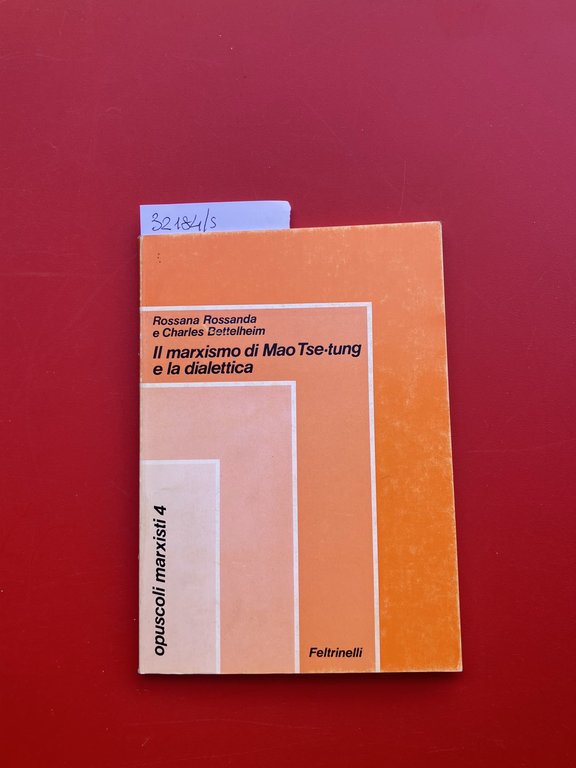 32184/s
Rossana Rossanda
e Charles Bettelheim
Il marxismo di Mao Tse-tung
e la dialettica
opuscoli marxisti 4
Feltrinelli